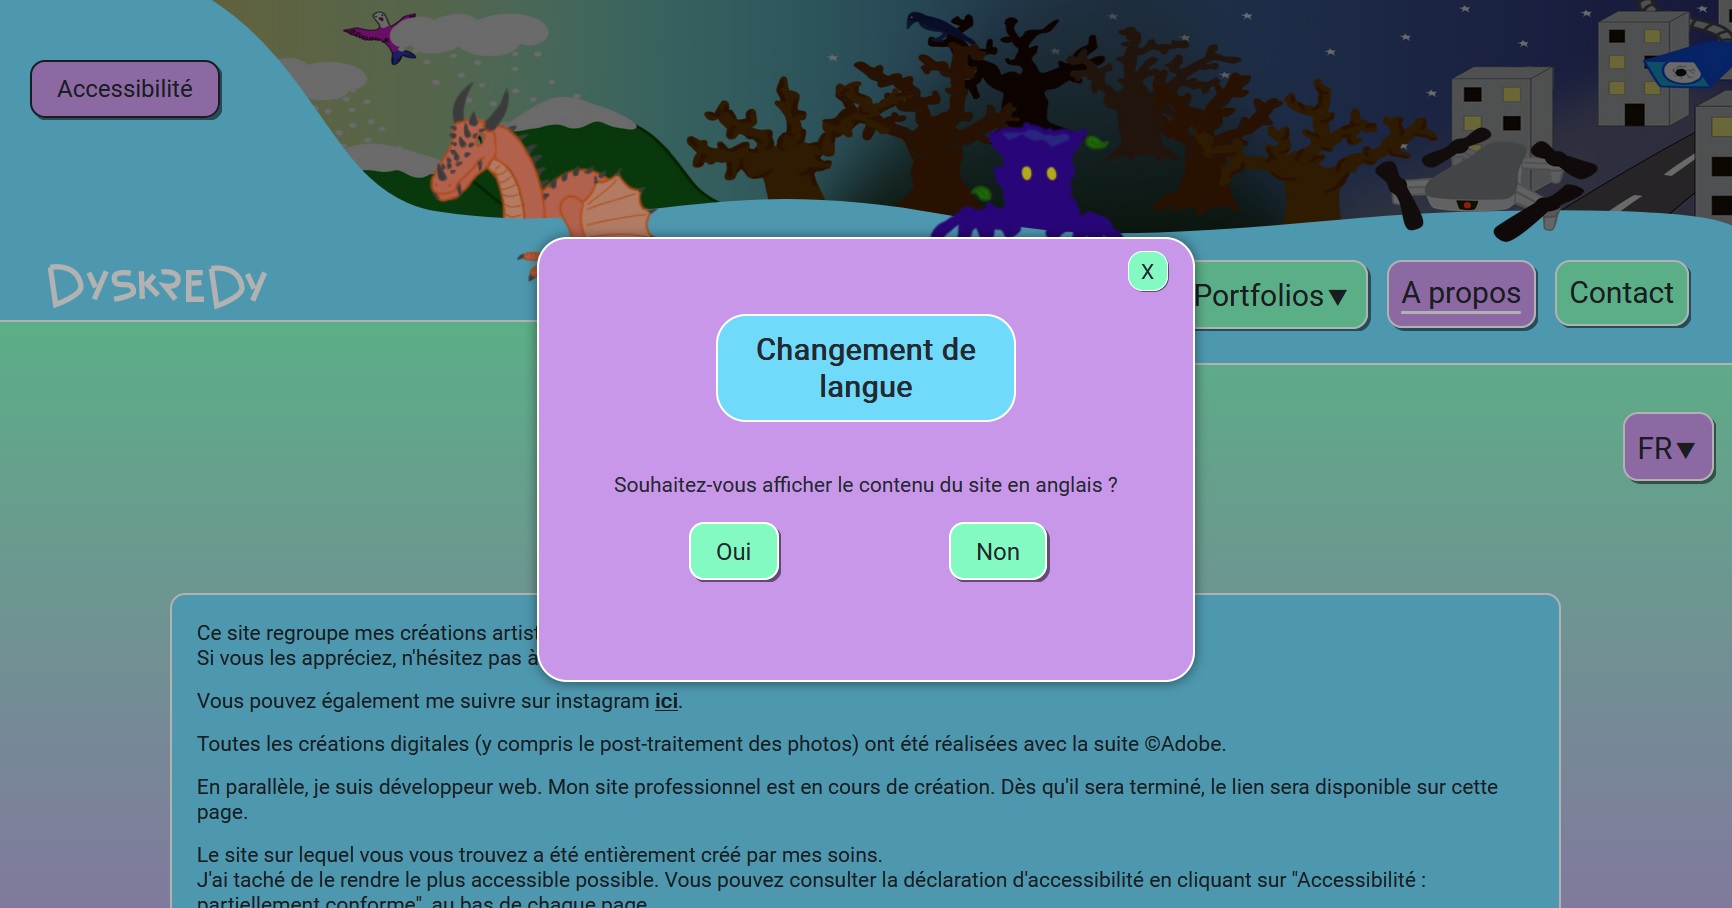 Accessibilité
DYSKREDY
Portfolios▼
A propos
Contact
FR▼
X
Changement de
langue
Souhaitez-vous afficher le contenu du site en anglais ?
Oui
Non
Ce site regroupe mes créations
Si vous les appréciez, n'hésitez pas à
Vous pouvez également me suivre sur instagram ici.
Toutes les créations digitales (y compris le post-traitement des photos) ont été réalisées avec la suite ©Adobe.
En parallèle, je suis développeur web. Mon site professionnel est en cours de création. Dès qu'il sera terminé, le lien sera disponible sur cette
page.
Le site sur lequel vous vous trouvez a été entièrement créé par mes soins.
J'ai taché de le rendre le plus accessible possible. Vous pouvez consulter la déclaration d'accessibilité en cliquant sur "Accessibilité :
partiellement conforme", au bas de chaque page.